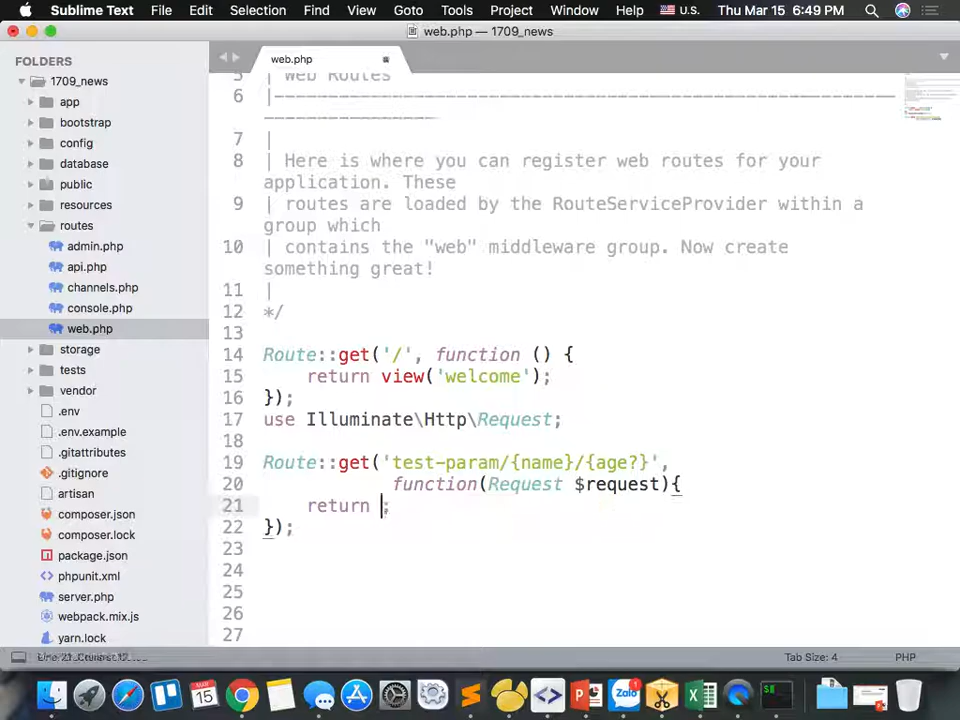 Sublime Text File Edit Selection Find View Goto Tools Project Window Help U.S. Thu Mar 15 6:49 PM
web.php — 1709_news
FOLDERS
1709_news
app
bootstrap
config
database
public
resources
routes
admin.php
api.php
channels.php
console.php
web.php
storage
tests
vendor
.env
.env.example
.gitattributes
.gitignore
artisan
composer.json
composer.lock
package.json
phpunit.xml
server.php
webpack.mix.js
yarn.lock
web.php
5 | Web Routes
6 |--------------------------------------------------------------------------
7 |
8 | Here is where you can register web routes for your
application. These
9 | routes are loaded by the RouteServiceProvider within a
group which
10 | contains the "web" middleware group. Now create
something great!
11 |
12 */
13
14 Route::get('/', function () {
15 return view('welcome');
16 });
17 use Illuminate\Http\Request;
18
19 Route::get('test-param/{name}/{age?}',
20 function(Request $request){
21 return ;
22 });
23
24
25
26
27
Line 21, Tab Size: 4 PHP
MAR
15
Zalo
1